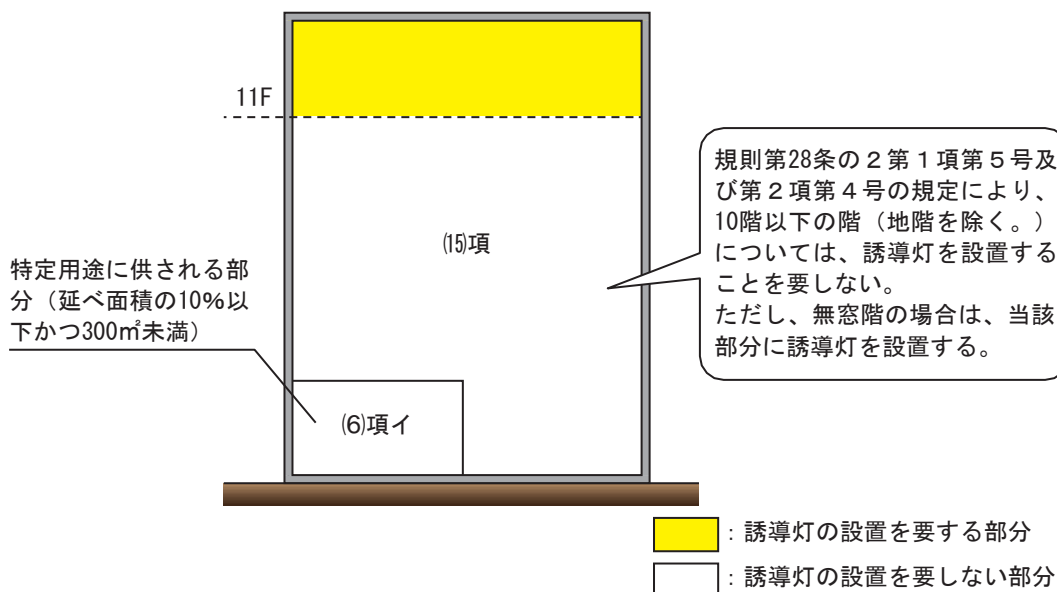 11F
規則第28条の２第１項第５号及
び第２項第４号の規定により、
10階以下の階（地階を除く。）
については、誘導灯を設置する
ことを要しない。
ただし、無窓階の場合は、当該
部分に誘導灯を設置する。
⒂項
特定用途に供される部
分（延べ面積の10%以
下かつ300㎡未満）
⑹項イ
：誘導灯の設置を要する部分
：誘導灯の設置を要しない部分